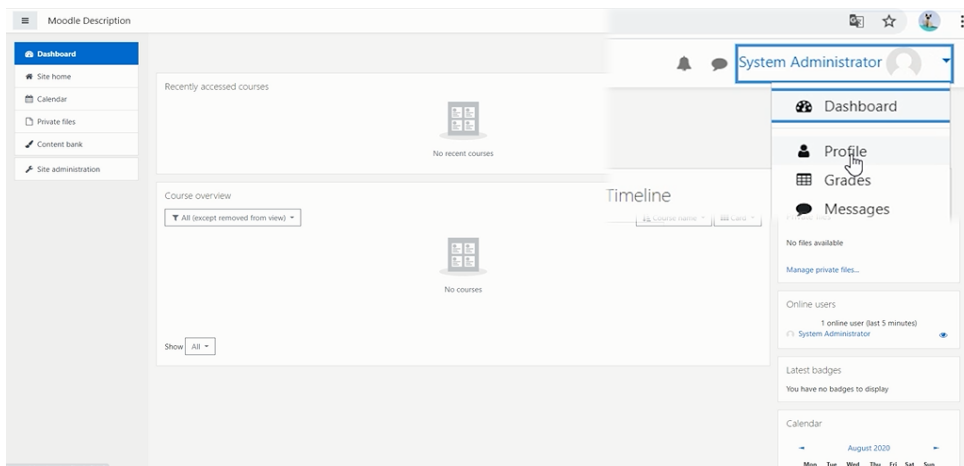 Moodle Description
System Administrator
Dashboard
Profile
Grades
Messages
Dashboard
Site home
Calendar
Private files
Content bank
Site administration
Recently accessed courses
No recent courses
Course overview
All (except removed from view)
Course name
Card
No courses
Show All
Timeline
Private files
No files available
Manage private files...
Online users
1 online user (last 5 minutes)
System Administrator
Latest badges
You have no badges to display
Calendar
August 2020
Mon Tue Wed Thu Fri Sat Sun